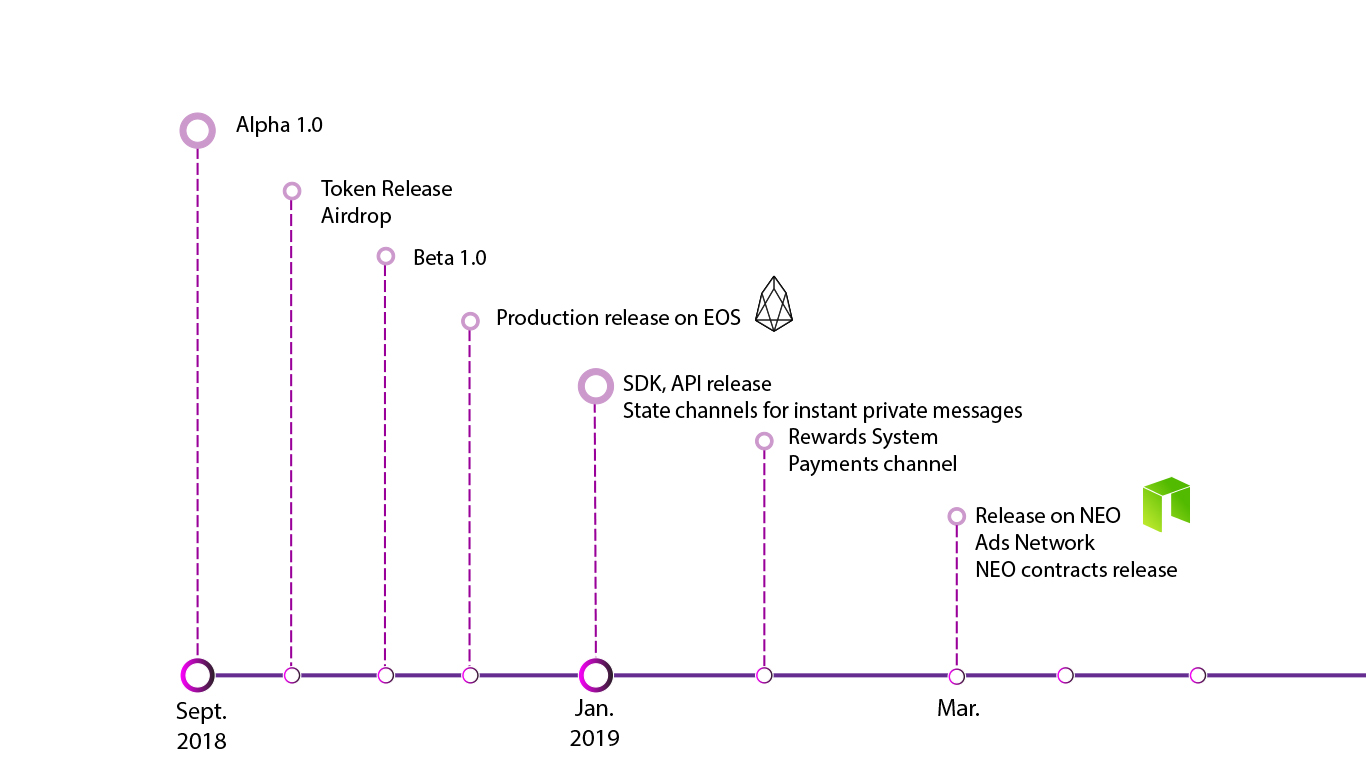 Alpha 1.0
Token Release
Airdrop
Beta 1.0
Production release on EOS
SDK, API release
State channels for instant private messages
Rewards System
Payments channel
Release on NEO
Ads Network
NEO contracts release
Sept.
2018
Jan.
2019
Mar.